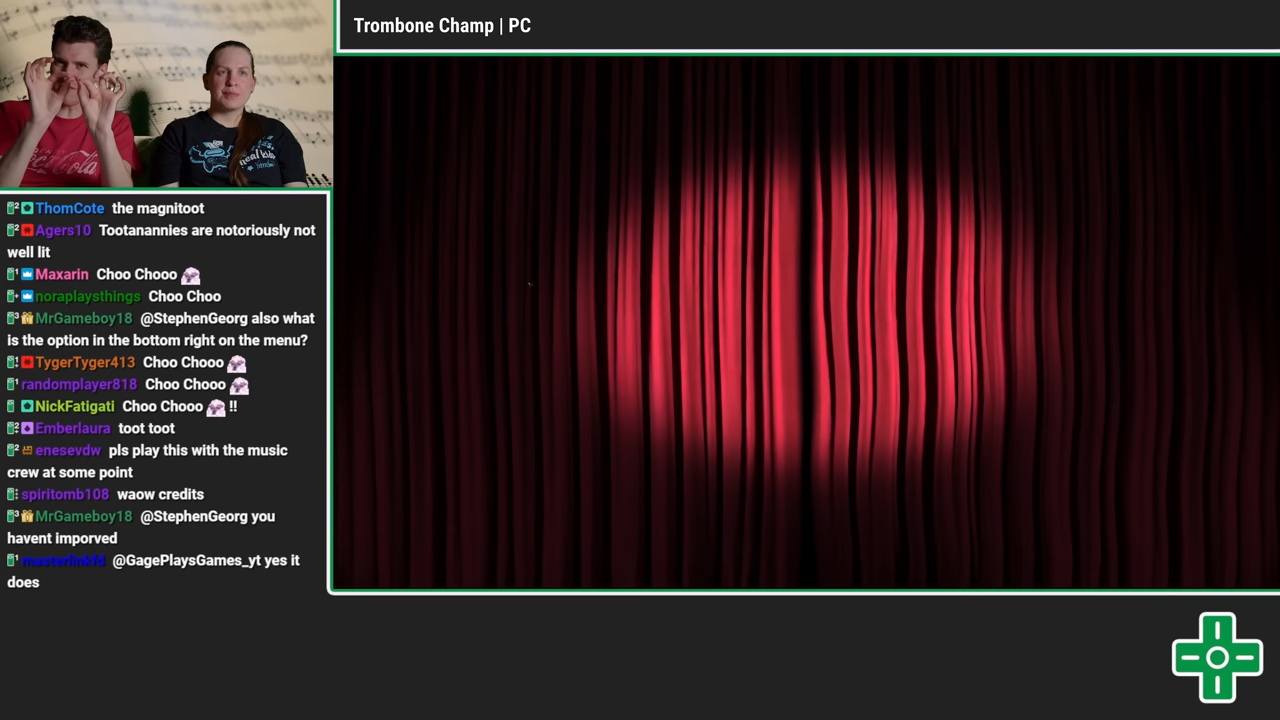 Trombone Champ | PC
Coca-Cola
ThomCote the magnitoot
Agers10 Tootanannies are notoriously not
well lit
Maxarin Choo Chooo
noraplaysthings Choo Choo
MrGameboy18 @StephenGeorg also what
is the option in the bottom right on the menu?
TygerTyger413 Choo Chooo
randomplayer818 Choo Chooo
NickFatigati Choo Chooo !!
Emberlaura toot toot
enesevdw pls play this with the music
crew at some point
spiritomb108 waow credits
MrGameboy18 @StephenGeorg you
havent imporved
masterlinkfd @GagePlaysGames_yt yes it
does